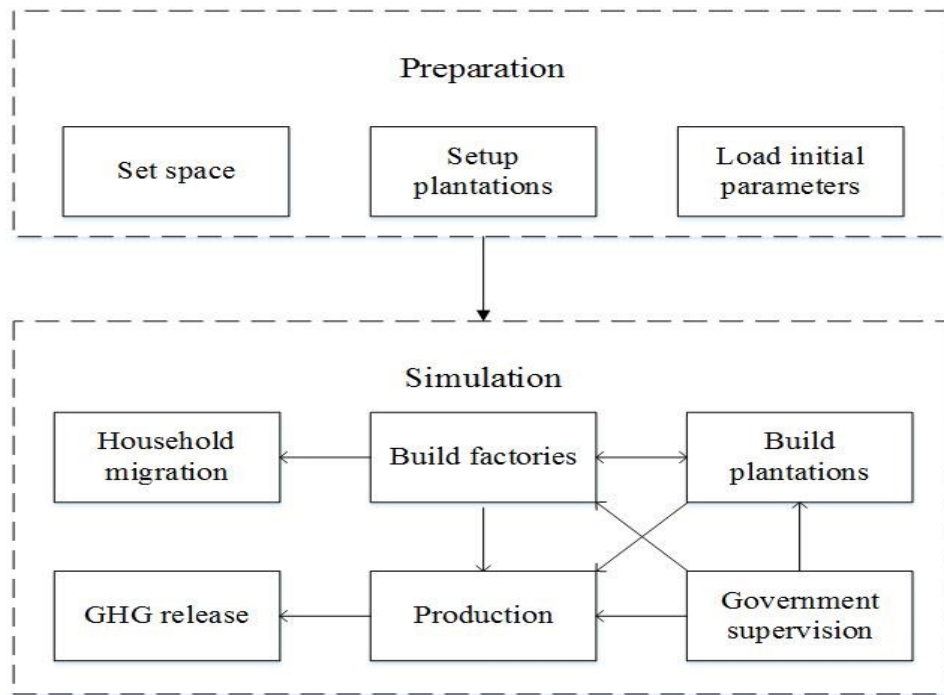 Preparation
Set space
Setup
plantations
Load initial
parameters
Simulation
Household
migration
Build factories
Build
plantations
GHG release
Production
Government
supervision